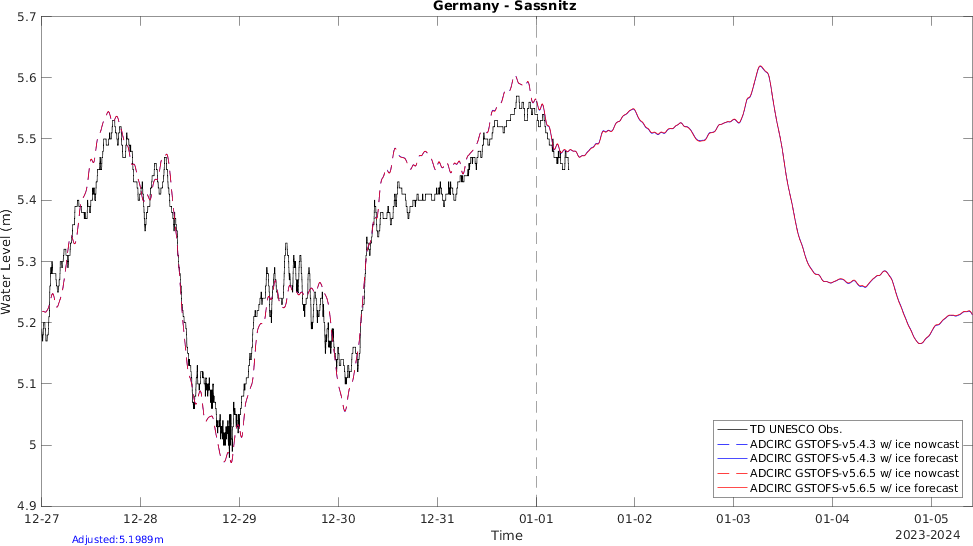 Germany - Sassnitz
5.7
5.6
5.5
5.4
5.3
5.2
5.1
5
4.9
Water Level (m)
12-27 12-28 12-29 12-30 12-31 01-01 01-02 01-03 01-04 01-05
Time
2023-2024
Adjusted:5.1989m
TD UNESCO Obs.
ADCIRC GSTOFS-v5.4.3 w/ ice nowcast
ADCIRC GSTOFS-v5.4.3 w/ ice forecast
ADCIRC GSTOFS-v5.6.5 w/ ice nowcast
ADCIRC GSTOFS-v5.6.5 w/ ice forecast